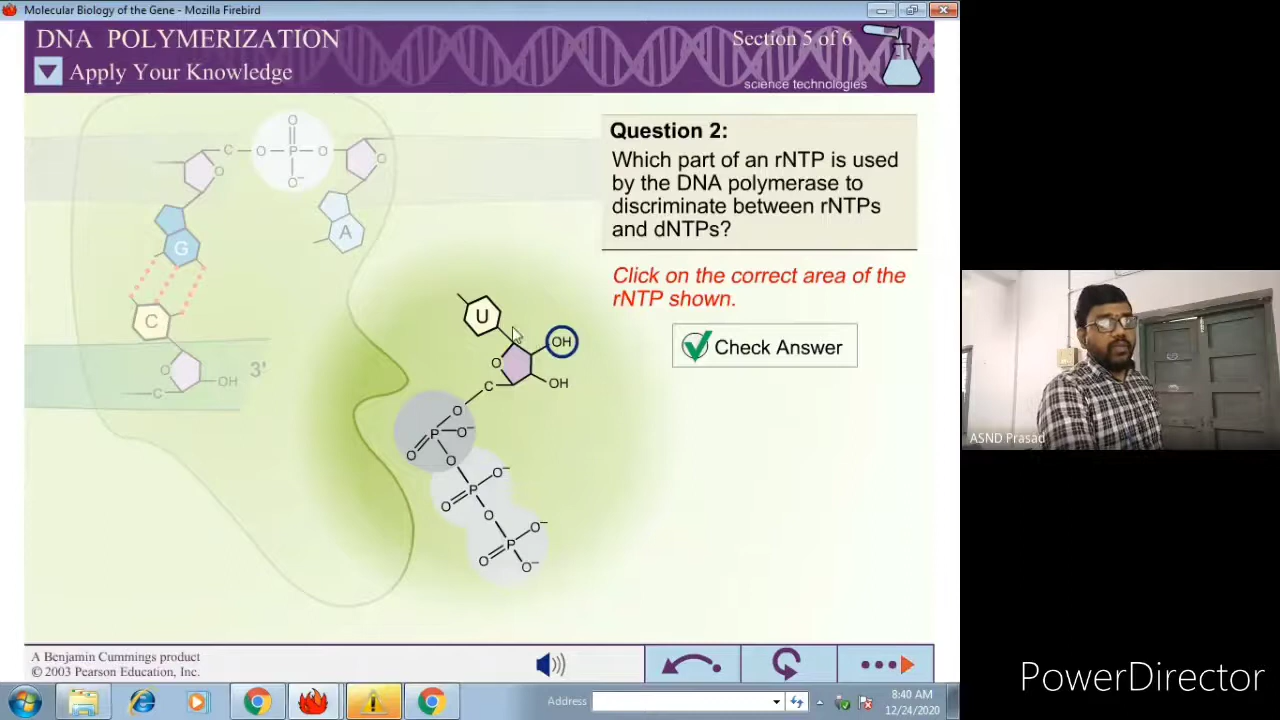 Molecular Biology of the Gene - Mozilla Firebird
DNA POLYMERIZATION
Section 5 of 6
Apply Your Knowledge
science technologies
O
C O P O O
O O⁻
G A
C
O OH 3'
C
Question 2:
Which part of an rNTP is used
by the DNA polymerase to
discriminate between rNTPs
and dNTPs?
Click on the correct area of the
rNTP shown.
Check Answer
U
OH
O
C OH
O
P O⁻
O O
O⁻
P
O O
O⁻
P
O O⁻
ASND Prasad
A Benjamin Cummings product
© 2003 Pearson Education, Inc.
PowerDirector
Address
8:40 AM
12/24/2020